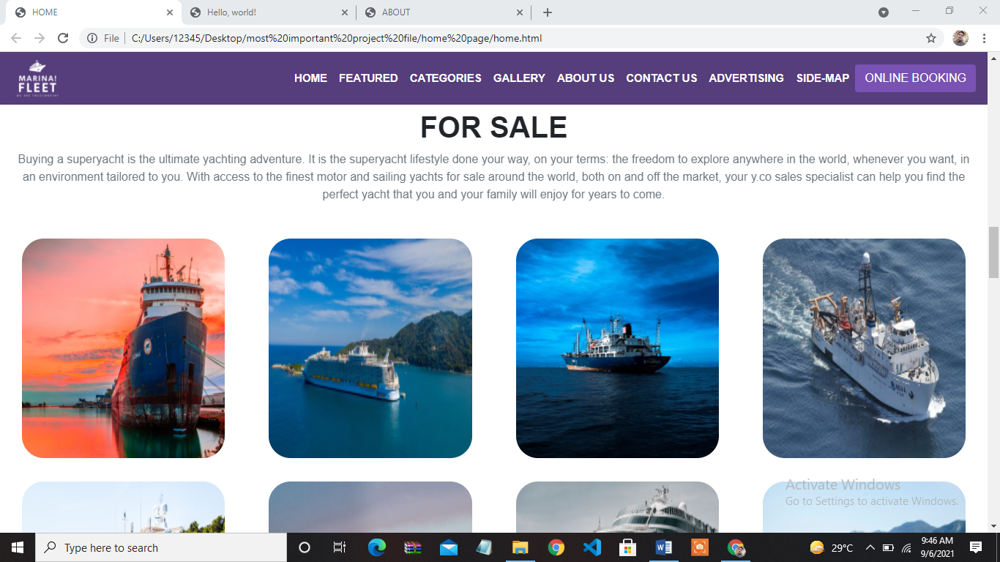 HOME
Hello, world!
ABOUT
File
C:/Users/12345/Desktop/most%20important%20project%20file/home%20page/home.html
MARINA!
FLEET
WE ARE TRUSTWORTHY
HOME FEATURED CATEGORIES GALLERY ABOUT US CONTACT US ADVERTISING SIDE-MAP ONLINE BOOKING
FOR SALE
Buying a superyacht is the ultimate yachting adventure. It is the superyacht lifestyle done your way, on your terms: the freedom to explore anywhere in the world, whenever you want, in
an environment tailored to you. With access to the finest motor and sailing yachts for sale around the world, both on and off the market, your y.co sales specialist can help you find the
perfect yacht that you and your family will enjoy for years to come.
Activate Windows
Go to Settings to activate Windows.
Type here to search
29°C
9:46 AM
9/6/2021